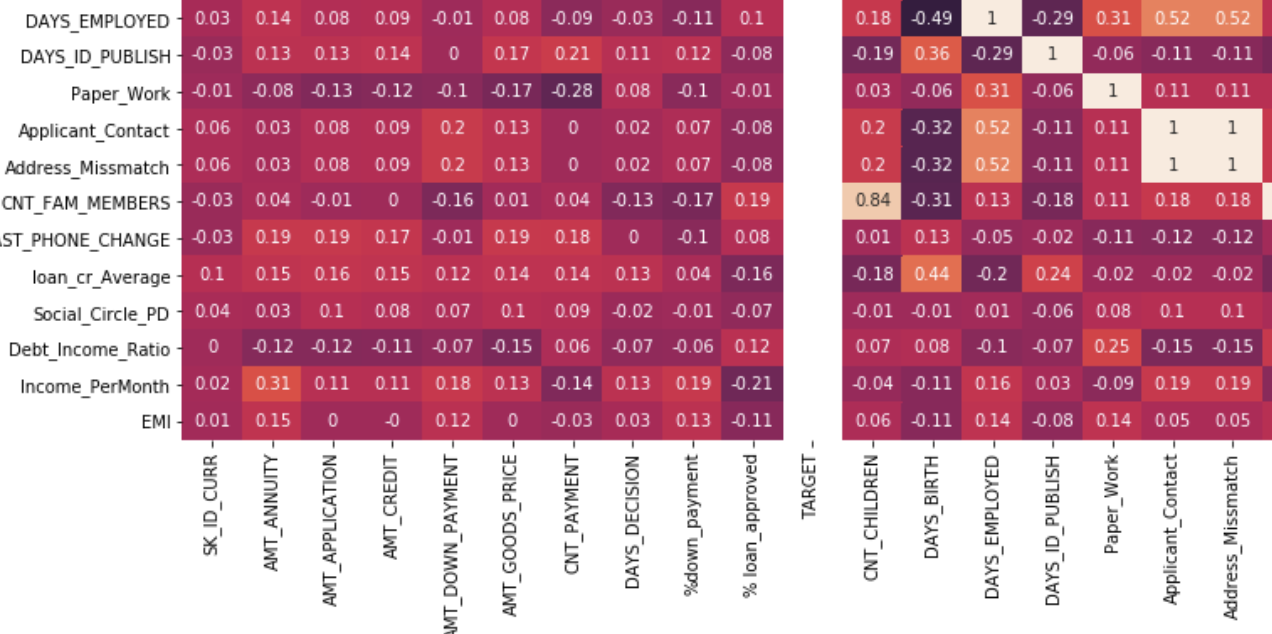 DAYS_EMPLOYED 0.03 0.14 0.08 0.09 -0.01 0.08 -0.09 -0.03 -0.11 0.1 0.18 -0.49 1 -0.29 0.31 0.52 0.52
DAYS_ID_PUBLISH -0.03 0.13 0.13 0.14 0 0.17 0.21 0.11 0.12 -0.08 -0.19 0.36 -0.29 1 -0.06 -0.11 -0.11
Paper_Work -0.01 -0.08 -0.13 -0.12 -0.1 -0.17 -0.28 0.08 -0.1 -0.01 0.03 -0.06 0.31 -0.06 1 0.11 0.11
Applicant_Contact 0.06 0.03 0.08 0.09 0.2 0.13 0 0.02 0.07 -0.08 0.2 -0.32 0.52 -0.11 0.11 1 1
Address_Missmatch 0.06 0.03 0.08 0.09 0.2 0.13 0 0.02 0.07 -0.08 0.2 -0.32 0.52 -0.11 0.11 1 1
CNT_FAM_MEMBERS -0.03 0.04 -0.01 0 -0.16 0.01 0.04 -0.13 -0.17 0.19 0.84 -0.31 0.13 -0.18 0.11 0.18 0.18
AST_PHONE_CHANGE -0.03 0.19 0.19 0.17 -0.01 0.19 0.18 0 -0.1 0.08 0.01 0.13 -0.05 -0.02 -0.11 -0.12 -0.12
loan_cr_Average 0.1 0.15 0.16 0.15 0.12 0.14 0.14 0.13 0.04 -0.16 -0.18 0.44 -0.2 0.24 -0.02 -0.02 -0.02
Social_Circle_PD 0.04 0.03 0.1 0.08 0.07 0.1 0.09 -0.02 -0.01 -0.07 -0.01 -0.01 0.01 -0.06 0.08 0.1 0.1
Debt_Income_Ratio 0 -0.12 -0.12 -0.11 -0.07 -0.15 0.06 -0.07 -0.06 0.12 0.07 0.08 -0.1 -0.07 0.25 -0.15 -0.15
Income_PerMonth 0.02 0.31 0.11 0.11 0.18 0.13 -0.14 0.13 0.19 -0.21 -0.04 -0.11 0.16 0.03 -0.09 0.19 0.19
EMI 0.01 0.15 0 -0 0.12 0 -0.03 0.03 0.13 -0.11 0.06 -0.11 0.14 -0.08 0.14 0.05 0.05
SK_ID_CURR
AMT_ANNUITY
AMT_APPLICATION
AMT_CREDIT
AMT_DOWN_PAYMENT
AMT_GOODS_PRICE
CNT_PAYMENT
DAYS_DECISION
%down_payment
% loan_approved
TARGET
CNT_CHILDREN
DAYS_BIRTH
DAYS_EMPLOYED
DAYS_ID_PUBLISH
Paper_Work
Applicant_Contact
Address_Missmatch